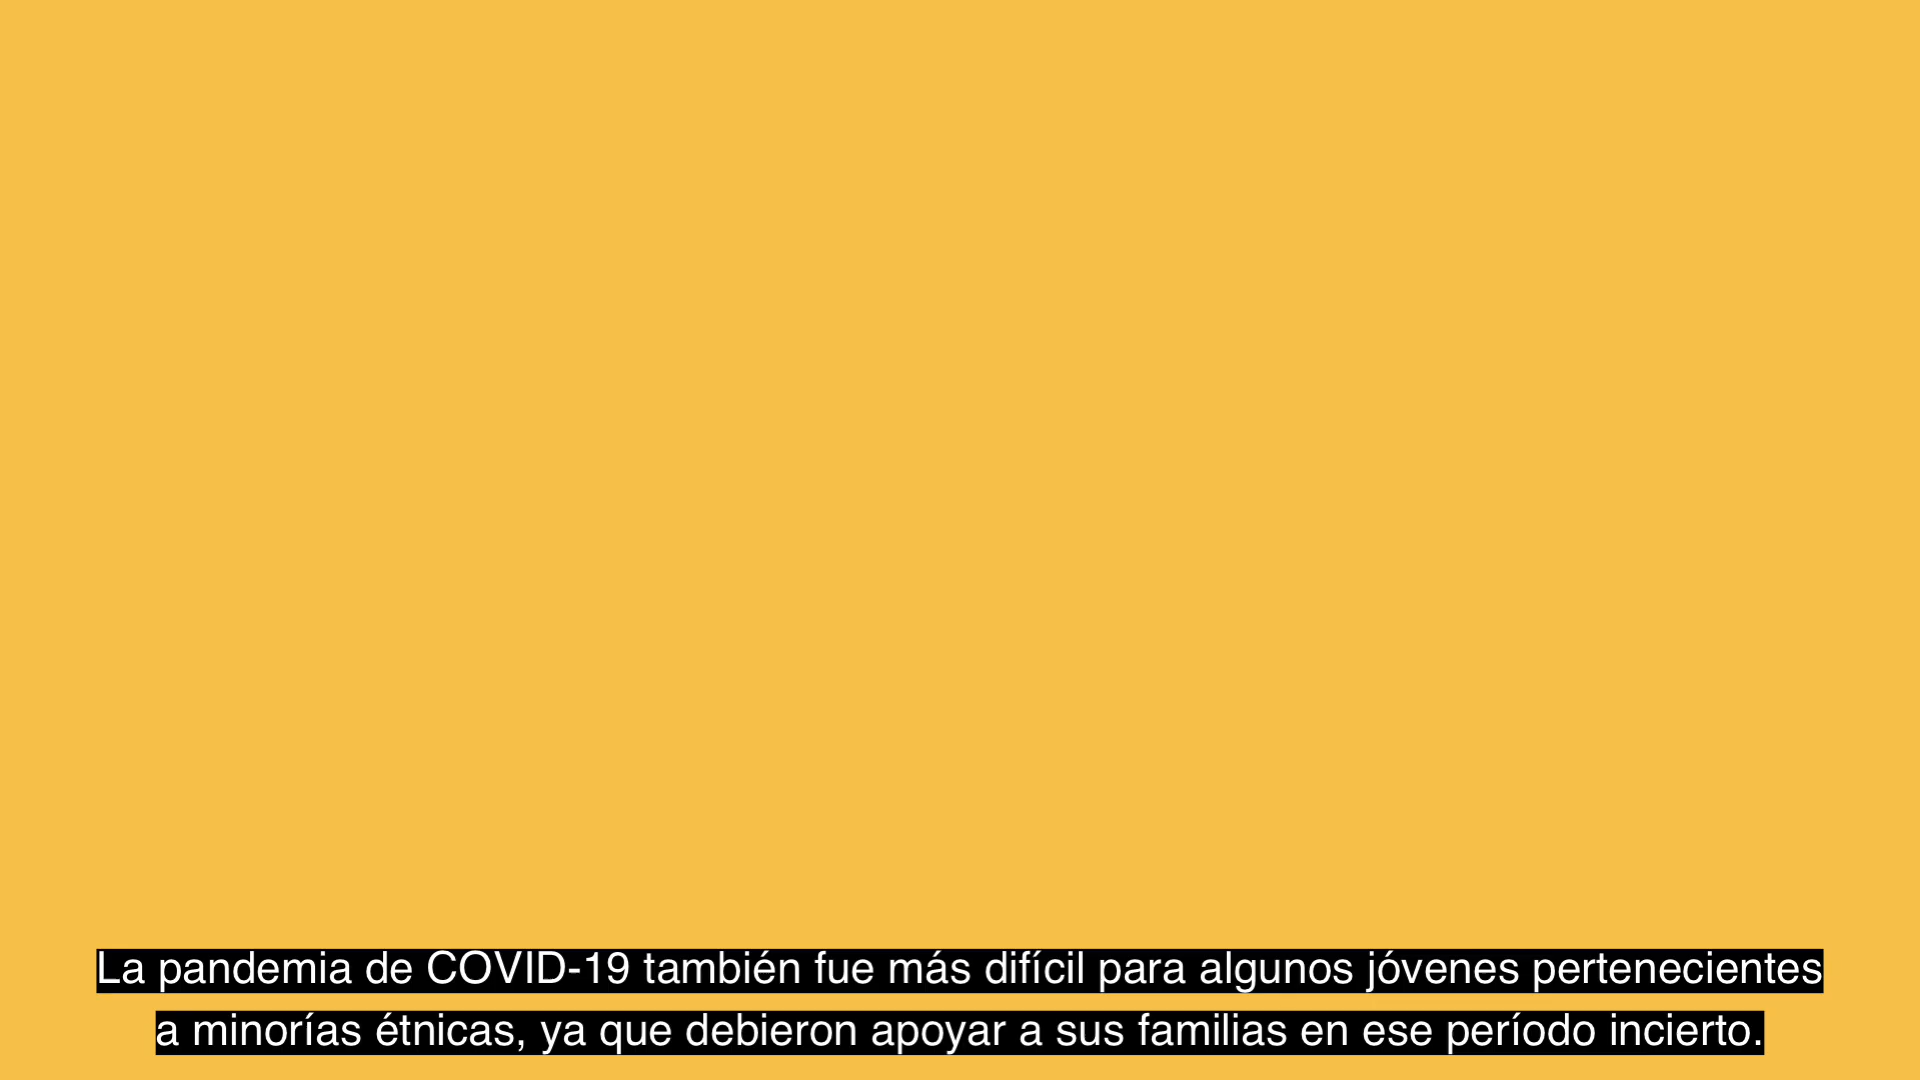 La pandemia de COVID-19 también fue más difícil para algunos jóvenes pertenecientes
a minorías étnicas, ya que debieron apoyar a sus familias en ese período incierto.